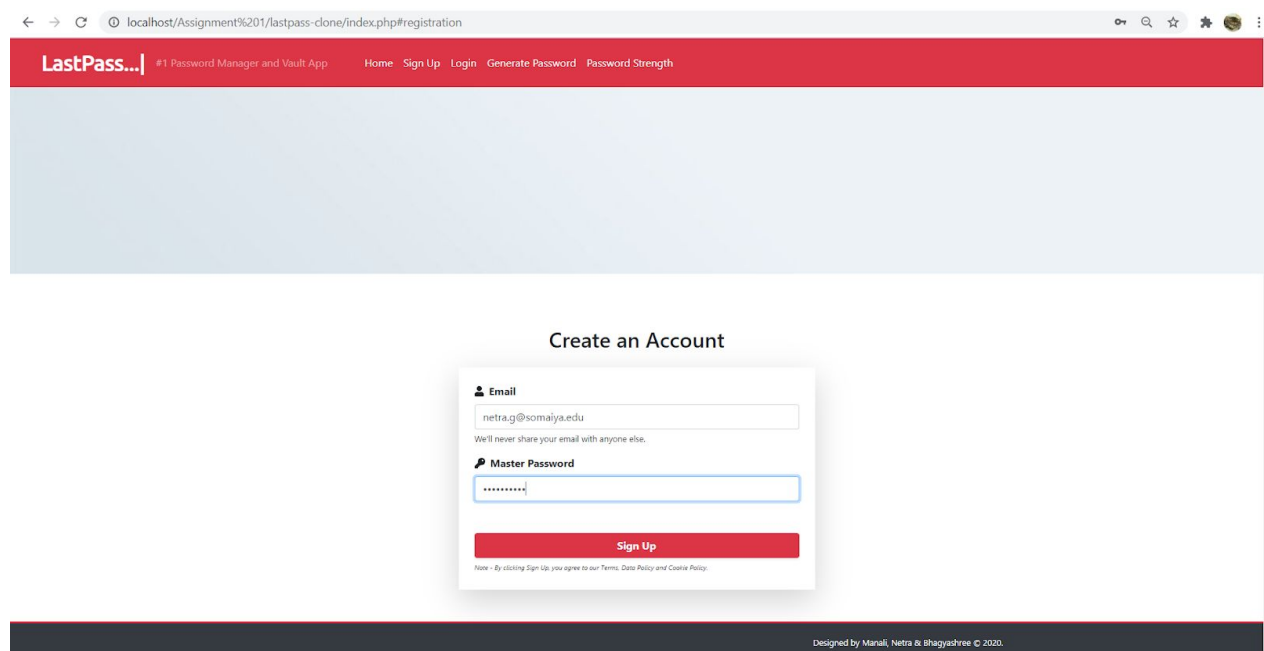 localhost/Assignment%201/lastpass-clone/index.php#registration
LastPass...| #1 Password Manager and Vault App Home Sign Up Login Generate Password Password Strength
Create an Account
Email
netra.g@somaiya.edu
We'll never share your email with anyone else.
Master Password
••••••••••
Sign Up
Note - By clicking Sign Up, you agree to our Terms, Data Policy and Cookie Policy.
Designed by Manali, Netra & Bhagyashree © 2020.